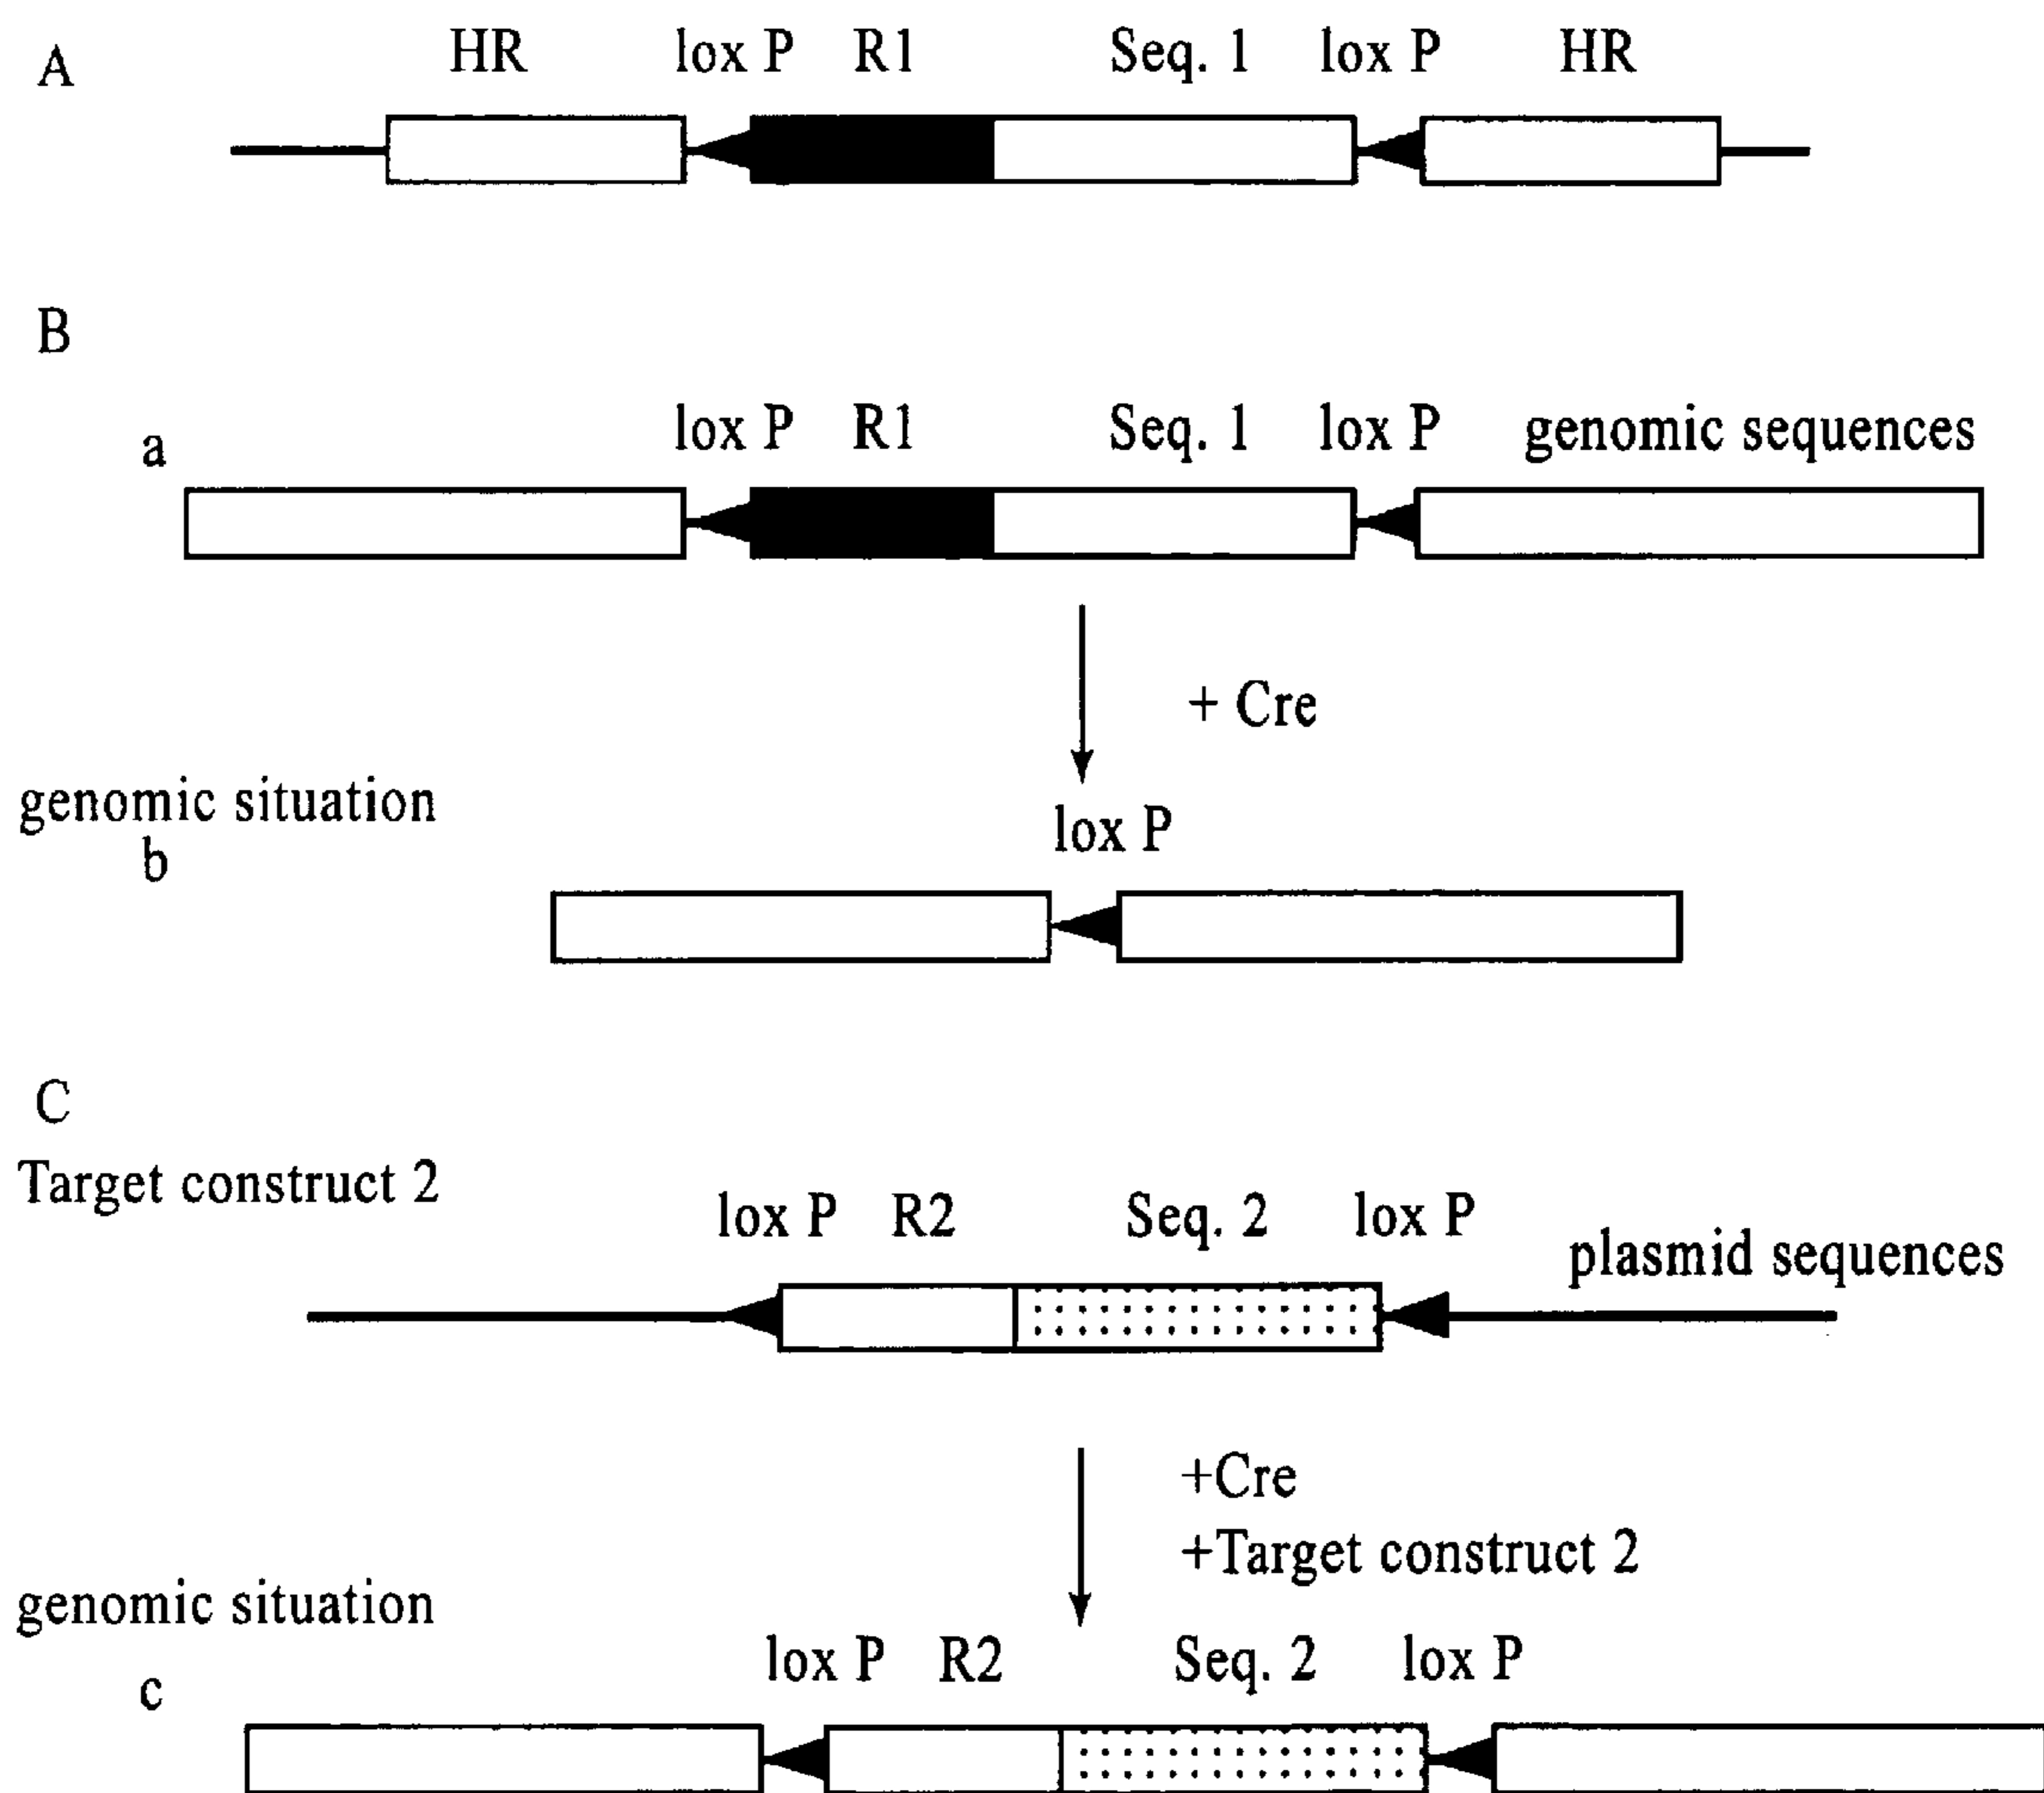 A HR lox P R1 Seq. 1 lox P HR
B
a lox P R1 Seq. 1 lox P genomic sequences
+ Cre
genomic situation
b lox P
C
Target construct 2
lox P R2 Seq. 2 lox P plasmid sequences
+Cre
+Target construct 2
genomic situation
c lox P R2 Seq. 2 lox P